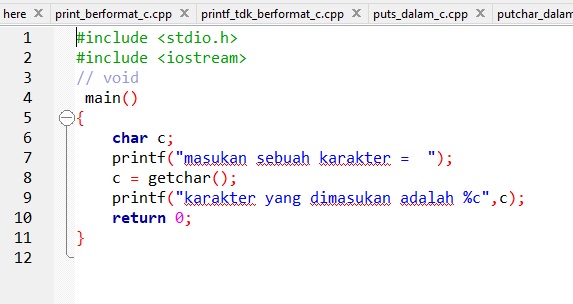 here X print_berformat_c.cpp X printf_tdk_berformat_c.cpp X puts_dalam_c.cpp X putchar_dalam
1 #include <stdio.h>
2 #include <iostream>
3 // void
4 main()
5 {
6 char c;
7 printf("masukan sebuah karakter =  ");
8 c = getchar();
9 printf("karakter yang dimasukan adalah %c",c);
10 return 0;
11 }
12